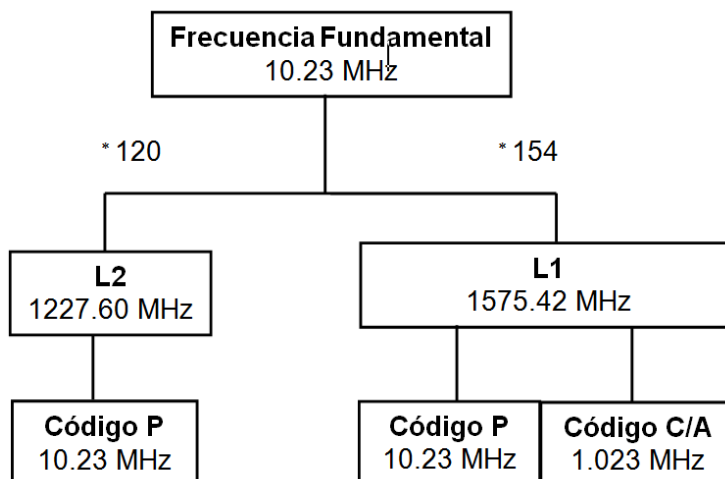 Frecuencia Fundamental
10.23 MHz
* 120
* 154
L2
1227.60 MHz
L1
1575.42 MHz
Código P
10.23 MHz
Código P
10.23 MHz
Código C/A
1.023 MHz